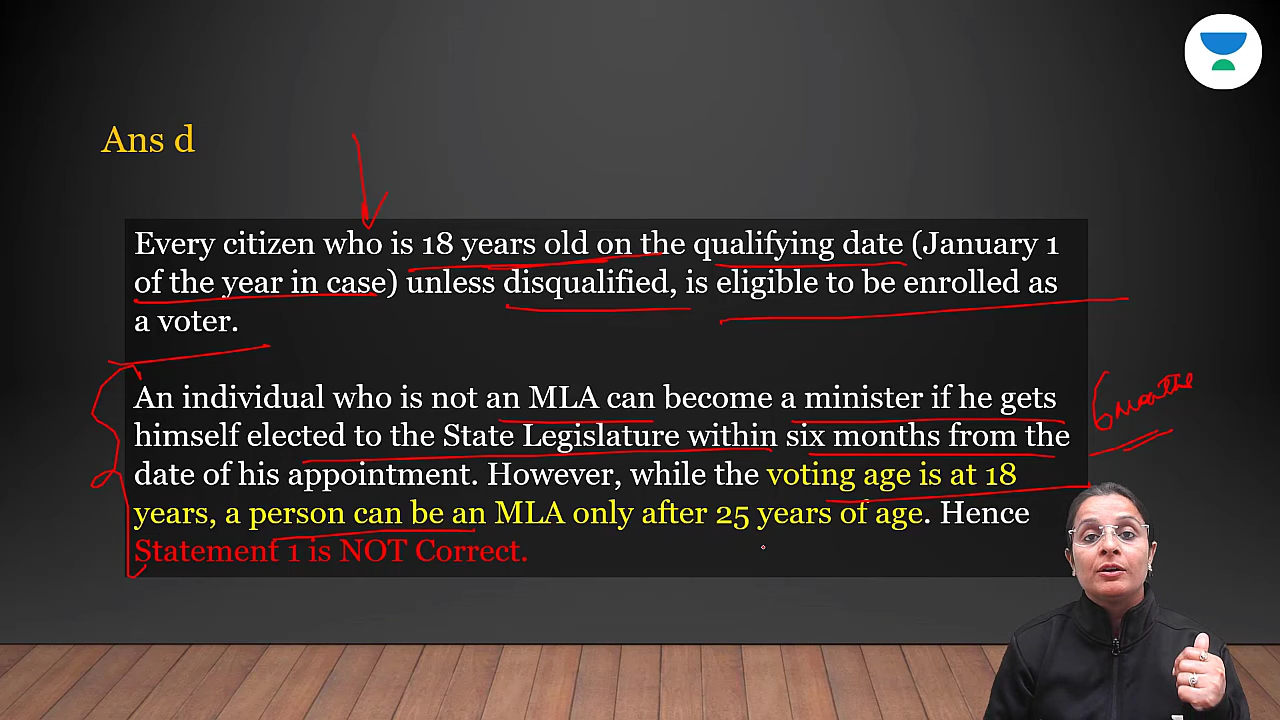 Ans d
Every citizen who is 18 years old on the qualifying date (January 1
of the year in case) unless disqualified, is eligible to be enrolled as
a voter.
An individual who is not an MLA can become a minister if he gets
himself elected to the State Legislature within six months from the
date of his appointment. However, while the voting age is at 18
years, a person can be an MLA only after 25 years of age. Hence
Statement 1 is NOT Correct.
6 months